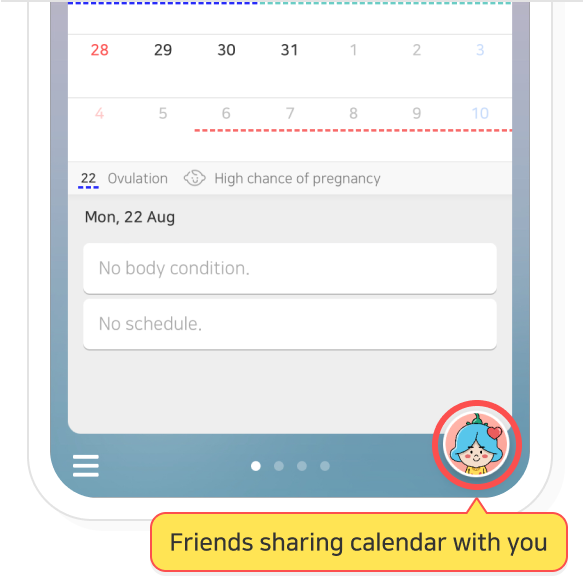 28 29 30 31 1 2 3
4 5 6 7 8 9 10
22 Ovulation High chance of pregnancy
Mon, 22 Aug
No body condition.
No schedule.
Friends sharing calendar with you